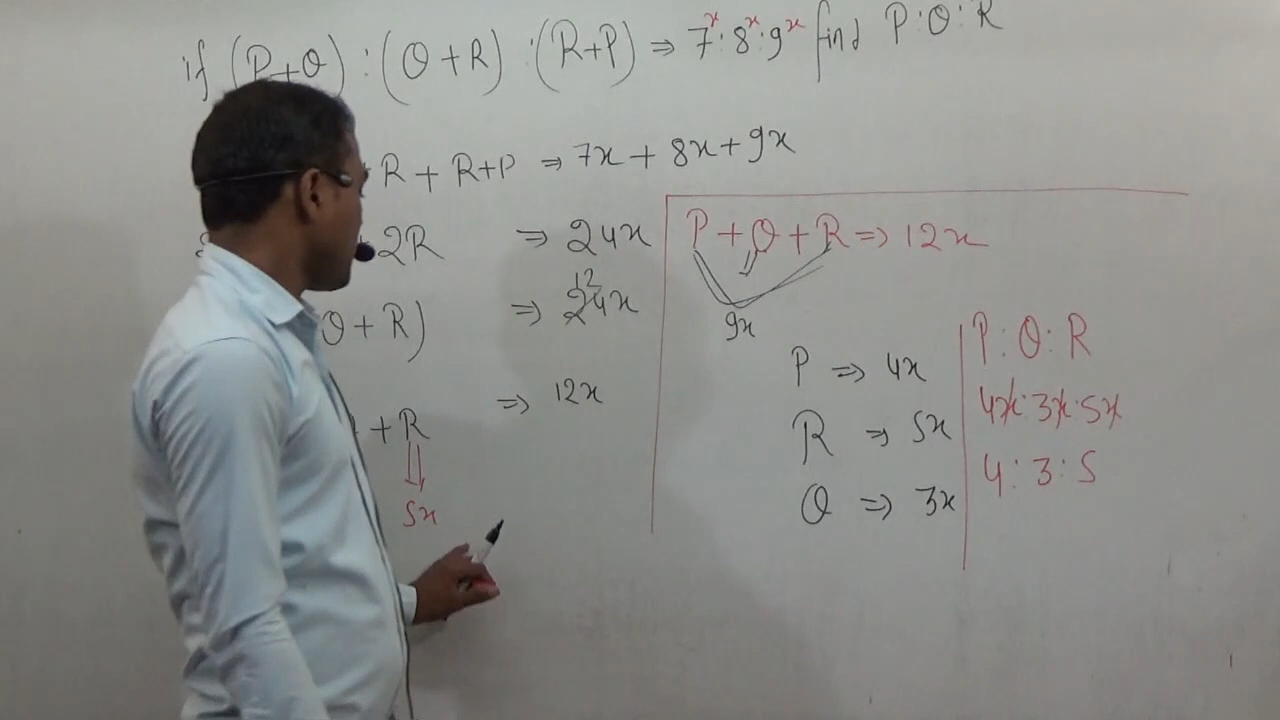 if (P+Q) : (Q+R) : (R+P) ⇒ 7x : 8x : 9x find P:Q:R
R + R+P ⇒ 7x + 8x + 9x
+2R ⇒ 24x
Q + R) ⇒ 24x 12
+ R ⇒ 12x
5x
P + Q + R ⇒ 12x
9x
P ⇒ 4x
R ⇒ 5x
Q ⇒ 3x
P : Q : R
4x : 3x : 5x
4 : 3 : 5